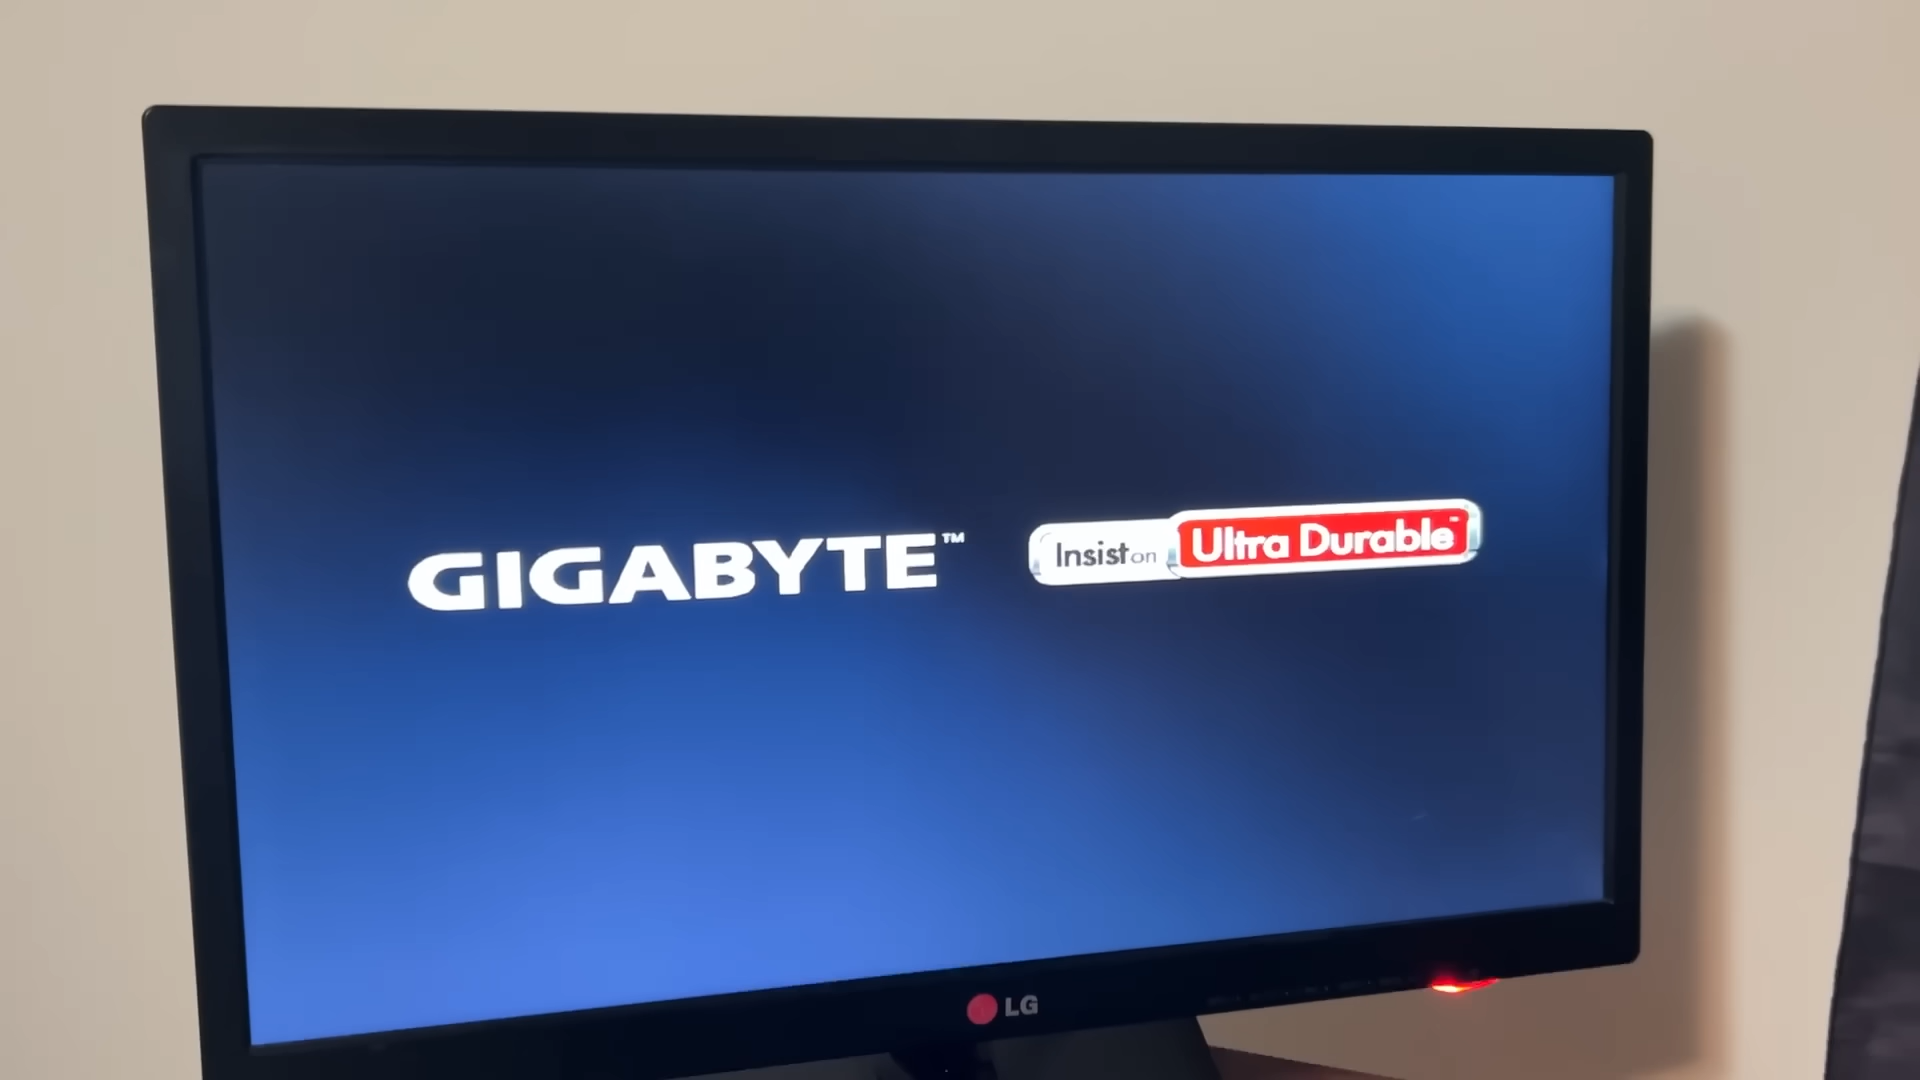 GIGABYTE™
Insist on Ultra Durable™
LG